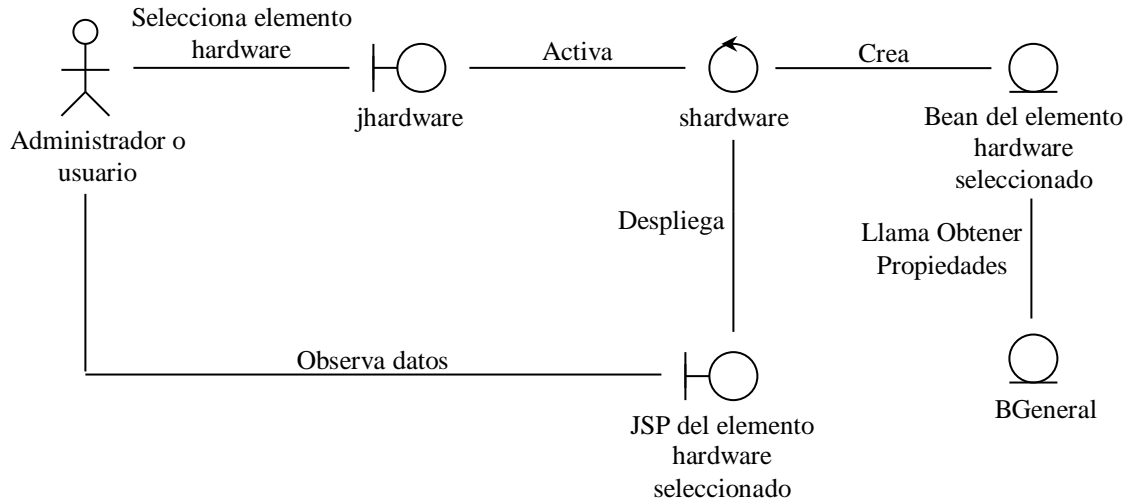 Selecciona elemento
hardware
Activa
Crea
jhardware
shardware
Bean del elemento
hardware
seleccionado
Administrador o
usuario
Despliega
Llama Obtener
Propiedades
Observa datos
JSP del elemento
hardware
seleccionado
BGeneral